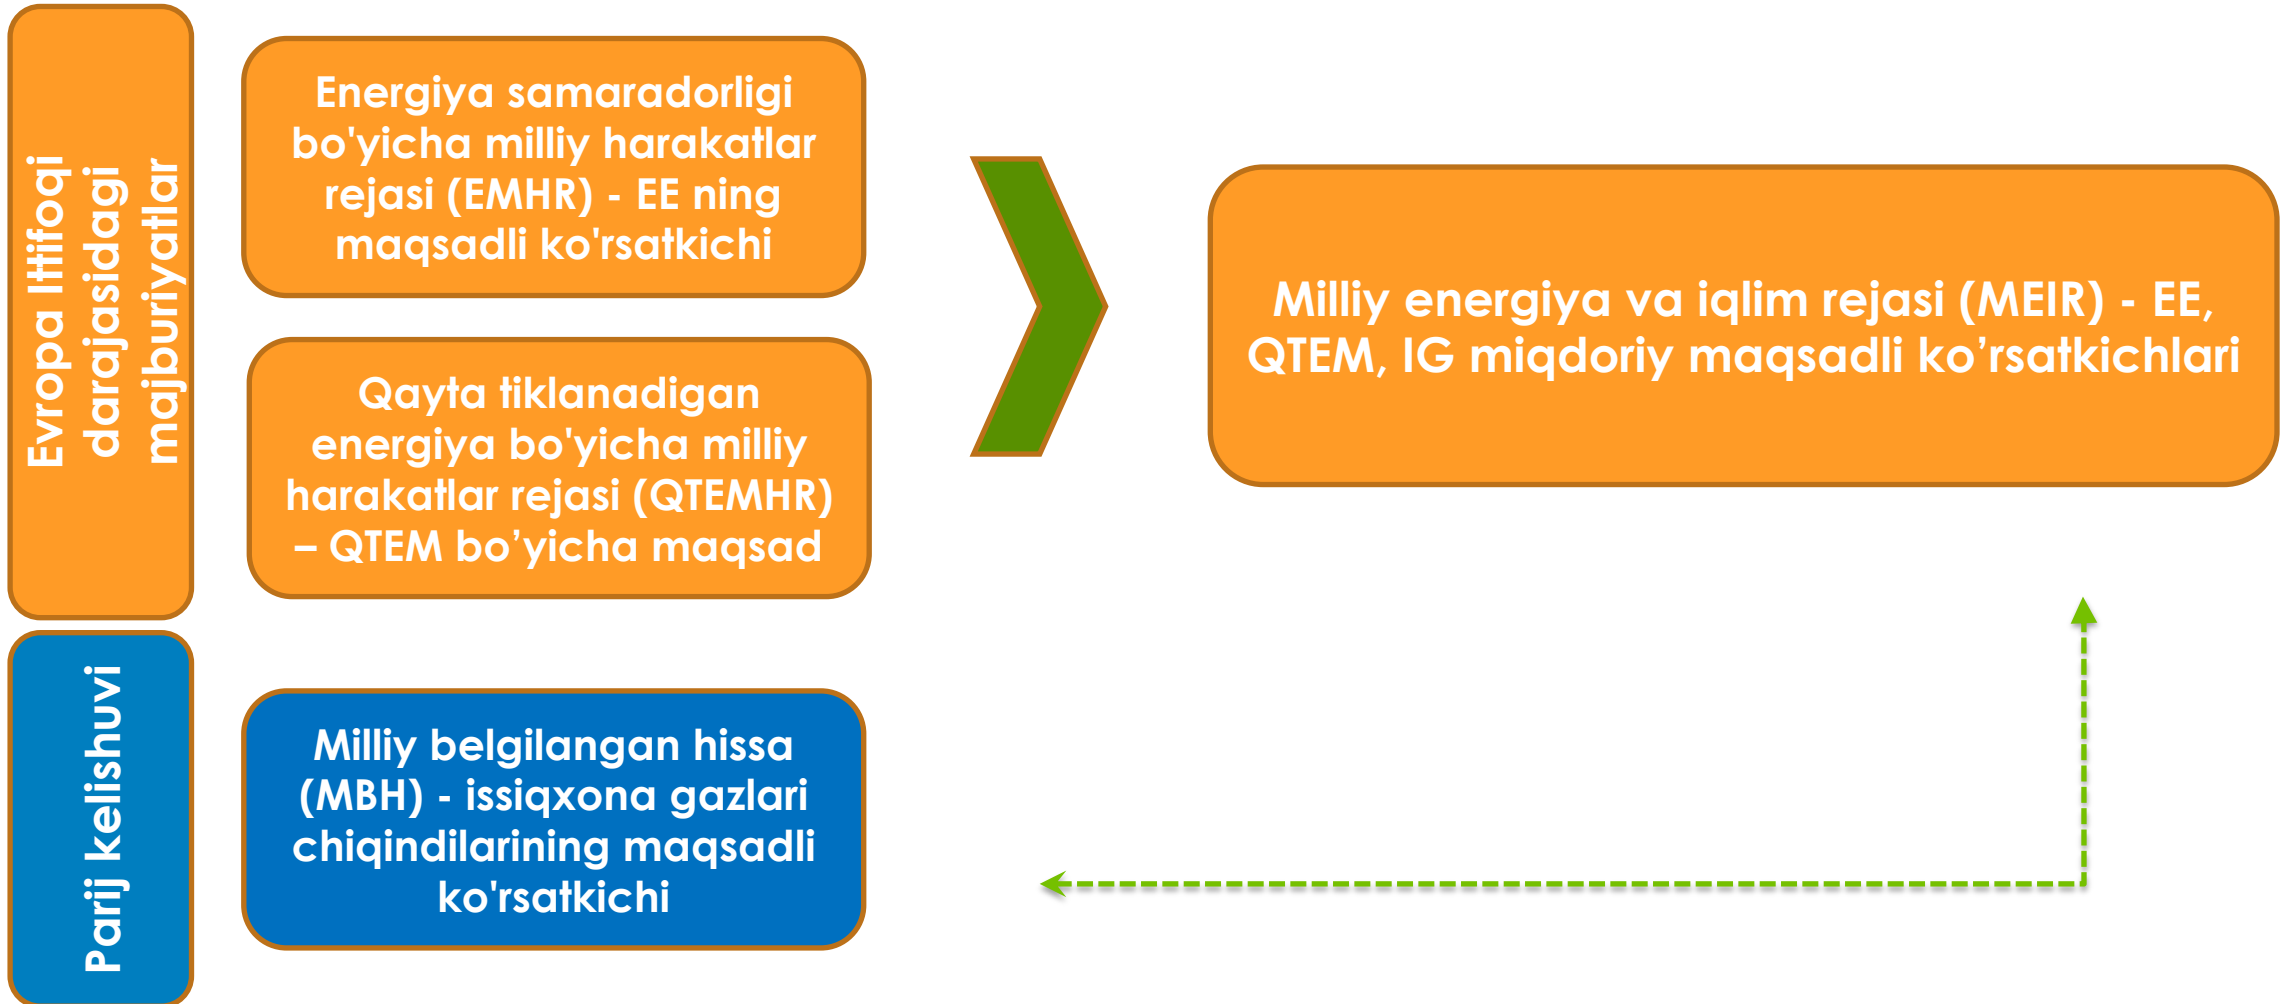 Evropa Ittifoqi
darajasidagi
majburiyatlar
Energiya samaradorligi
bo'yicha milliy harakatlar
rejasi (EMHR) - EE ning
maqsadli ko'rsatkichi
Qayta tiklanadigan
energiya bo'yicha milliy
harakatlar rejasi (QTEMHR)
– QTEM bo’yicha maqsad
Milliy energiya va iqlim rejasi (MEIR) - EE,
QTEM, IG miqdoriy maqsadli ko’rsatkichlari
Parij kelishuvi
Milliy belgilangan hissa
(MBH) - issiqxona gazlari
chiqindilarining maqsadli
ko'rsatkichi